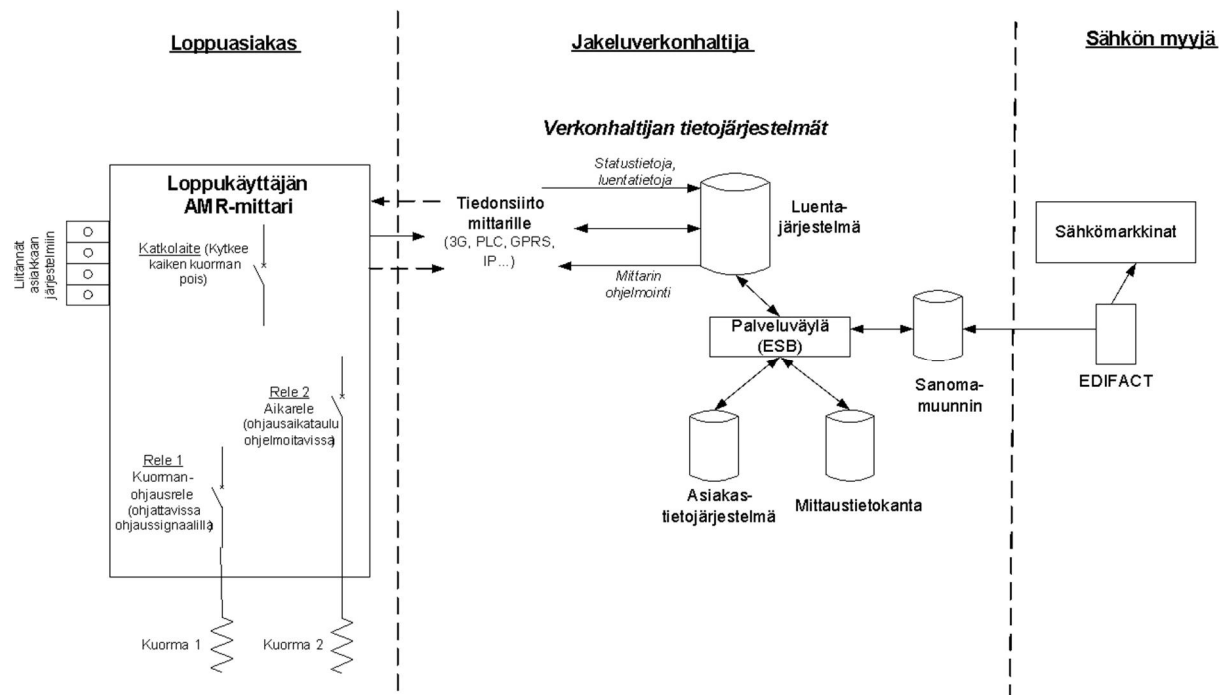 Loppuasiakas
Jakeluverkonhaltija
Sähkön myyjä
Verkonhaltijan tietojärjestelmät
Loppukäyttäjän
AMR-mittari
Katkolaite (Kytkee
kaiken kuorman
pois)
Liitännät
asiakkaan
järjestelmiin
Rele 2
Aikarele
(ohjausaikataulu
ohjelmoitavissa)
Rele 1
Kuorman-
ohjausrele
(ohjattavissa
ohjaussignaalilla)
Kuorma 1
Kuorma 2
Statustietoja,
luentatietoja
Tiedonsiirto
mittarille
(3G, PLC, GPRS,
IP...)
Mittarin
ohjelmointi
Luenta-
järjestelmä
Palveluväylä
(ESB)
Sanoma-
muunnin
Asiakas-
tietojärjestelmä
Mittaustietokanta
Sähkömarkkinat
EDIFACT